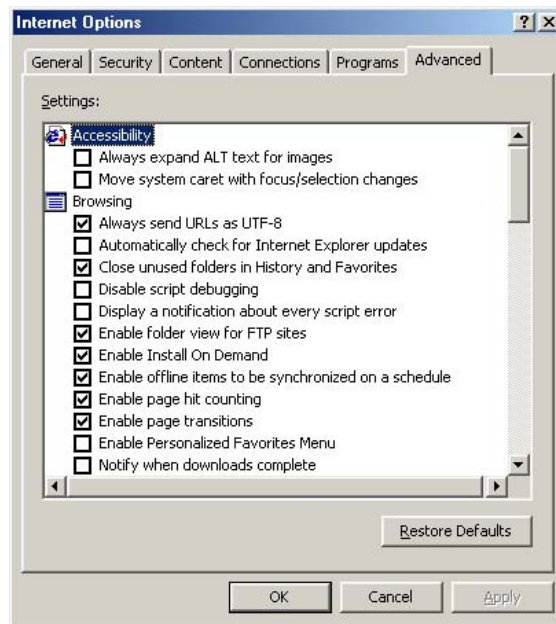 Internet Options
General Security Content Connections Programs Advanced
Settings:
Accessibility
Always expand ALT text for images
Move system caret with focus/selection changes
Browsing
Always send URLs as UTF-8
Automatically check for Internet Explorer updates
Close unused folders in History and Favorites
Disable script debugging
Display a notification about every script error
Enable folder view for FTP sites
Enable Install On Demand
Enable offline items to be synchronized on a schedule
Enable page hit counting
Enable page transitions
Enable Personalized Favorites Menu
Notify when downloads complete
Restore Defaults
OK Cancel Apply